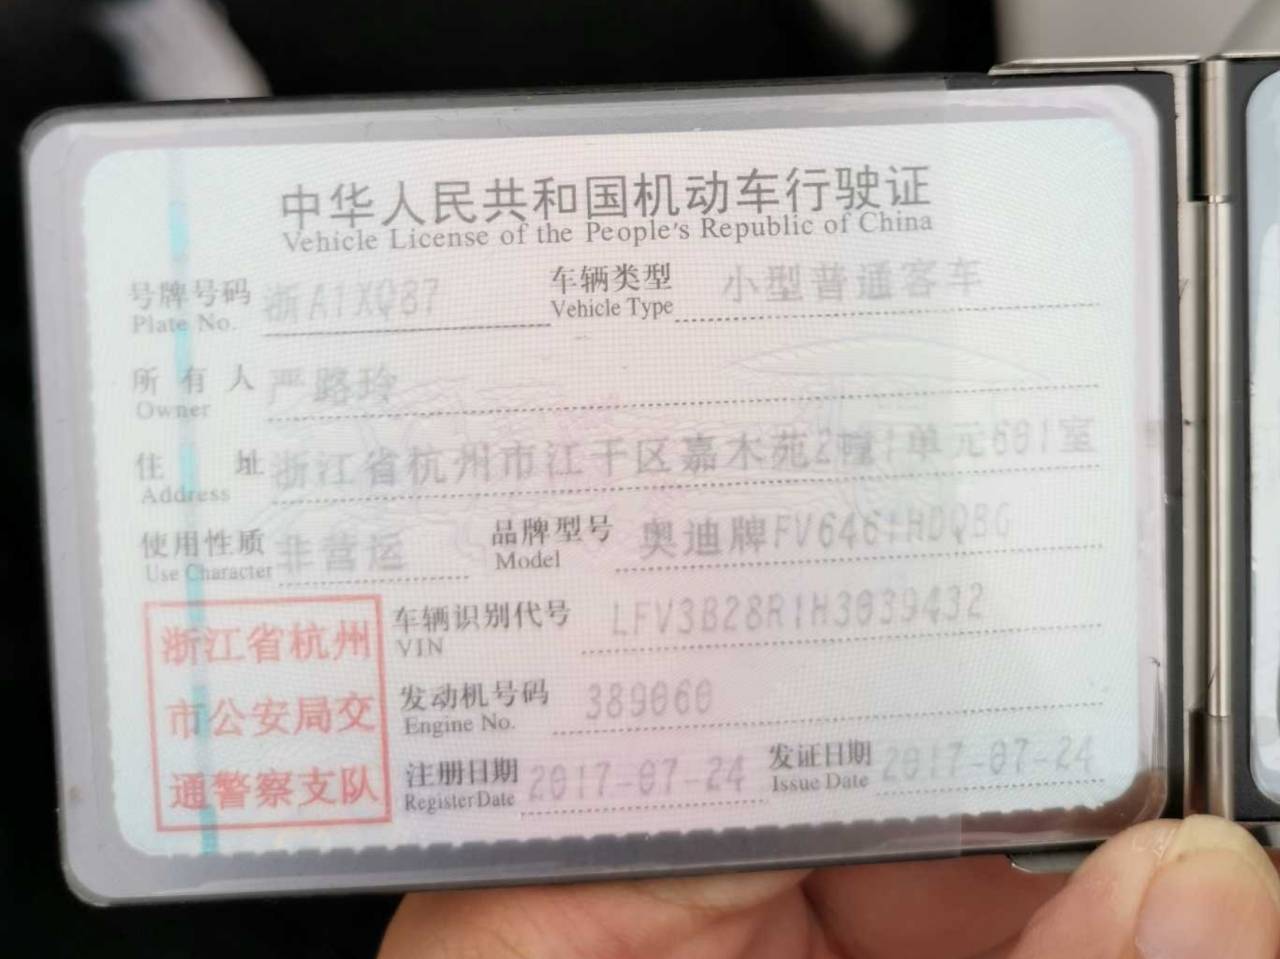 中华人民共和国机动车行驶证
Vehicle License of the People's Republic of China
号牌号码 浙A1XQ87 车辆类型 小型普通客车
Plate No. Vehicle Type
所有人 严路玲
Owner
住址 浙江省杭州市江干区嘉木苑2幢1单元601室
Address
使用性质 非营运 品牌型号 奥迪牌FV6461HDQBG
Use Character Model
浙江省杭州
市公安局交
通警察支队
车辆识别代号 LFV3B28R1H3039432
VIN
发动机号码 389060
Engine No.
注册日期 2017-07-24 发证日期 2017-07-24
Register Date Issue Date